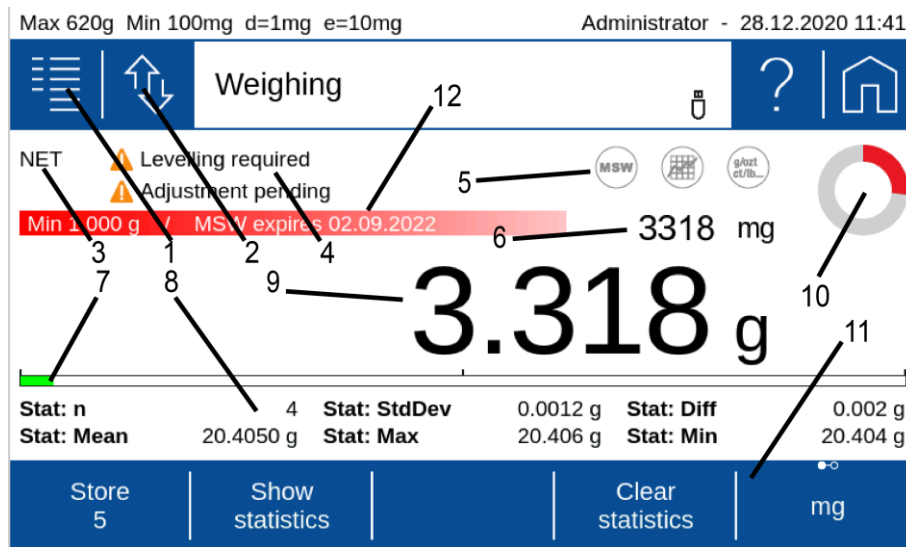 Max 620g Min 100mg d=1mg e=10mg Administrator - 28.12.2020 11:41
Weighing
?
12
NET Levelling required
Adjustment pending
5 MSW g/ozt
ct/lb...
Min 1.000 g / MSW expires 02.09.2022
6 3318 mg
3 1 2 4
7 8 9 3.318 g 10
11
Stat: n 4 Stat: StdDev 0.0012 g Stat: Diff 0.002 g
Stat: Mean 20.4050 g Stat: Max 20.406 g Stat: Min 20.404 g
Store Show Clear
5 statistics statistics mg